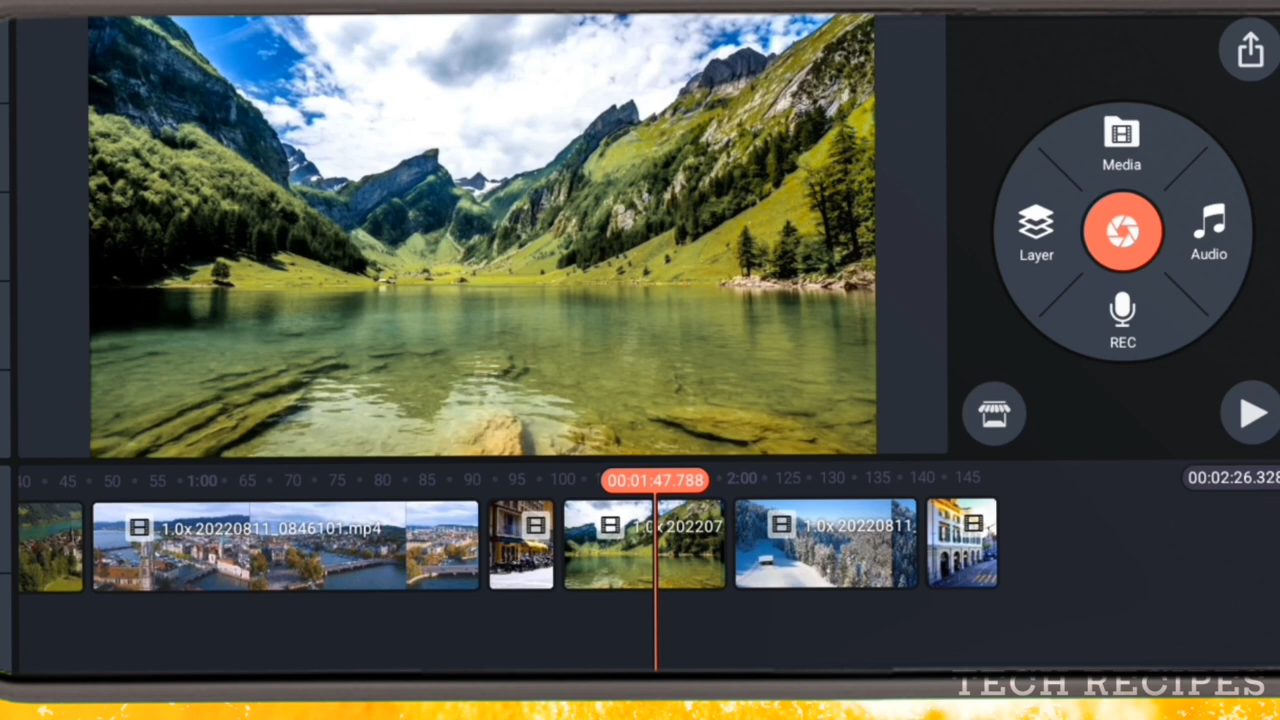 Media
Layer
Audio
REC
40 45 50 55 1:00 65 70 75 80 85 90 95 100 00:01:47.788 2:00 125 130 135 140 145 00:02:26.328
1.0x 20220811_0846101.mp4
1.0x 202207
1.0x 20220811
TECH RECIPES